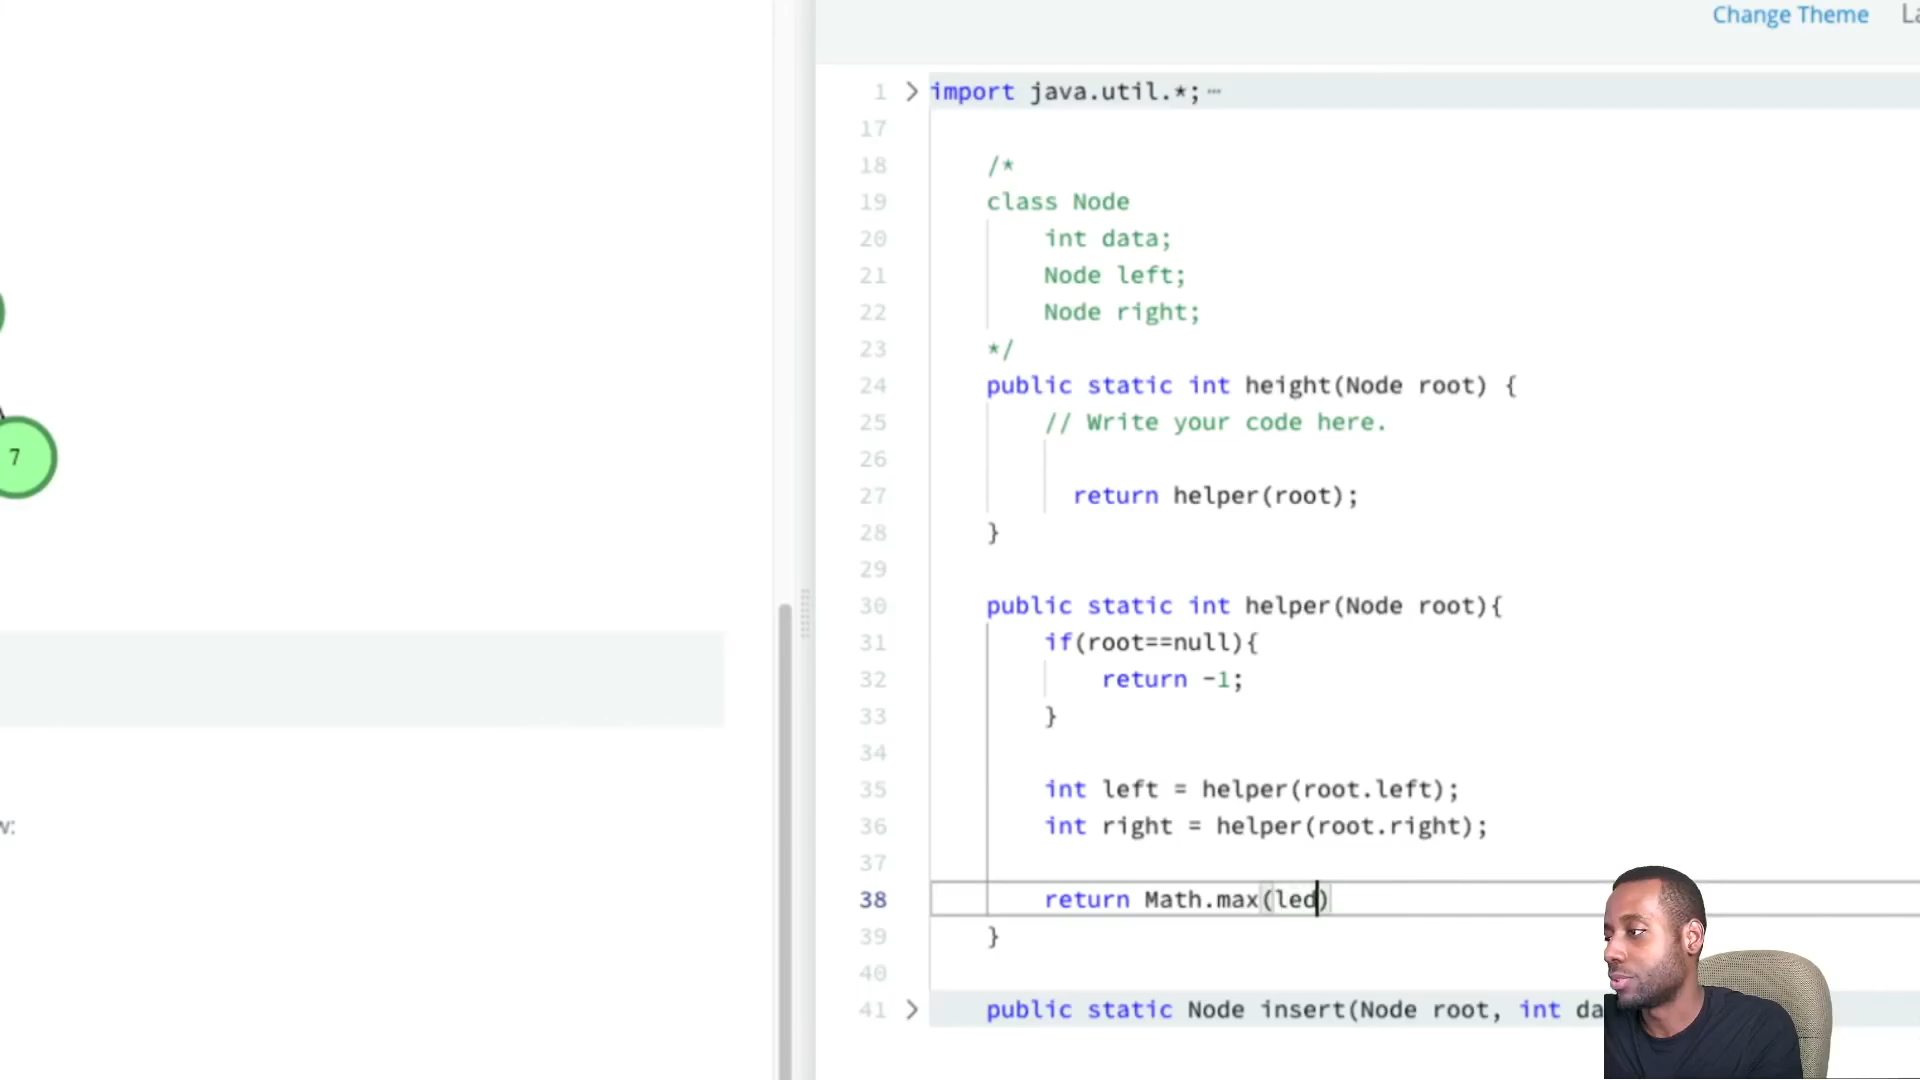 Change Theme
1 import java.util.*;
17
18 /*
19 class Node
20 int data;
21 Node left;
22 Node right;
23 */
24 public static int height(Node root) {
25 // Write your code here.
26
27 return helper(root);
28 }
29
30 public static int helper(Node root){
31 if(root==null){
32 return -1;
33 }
34
35 int left = helper(root.left);
36 int right = helper(root.right);
37
38 return Math.max(led)
39 }
40
41 public static Node insert(Node root, int da
7